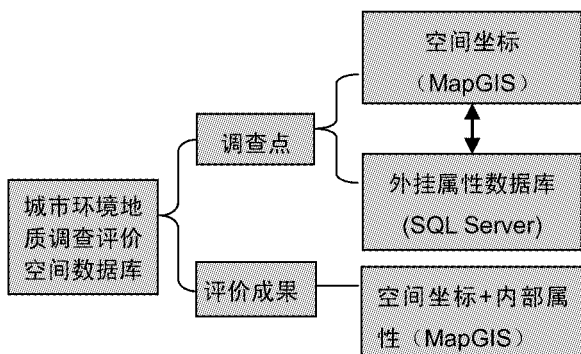 空间坐标
（MapGIS）
调查点
外挂属性数据库
(SQL Server)
城市环境地
质调查评价
空间数据库
评价成果
空间坐标+内部属
性（MapGIS）